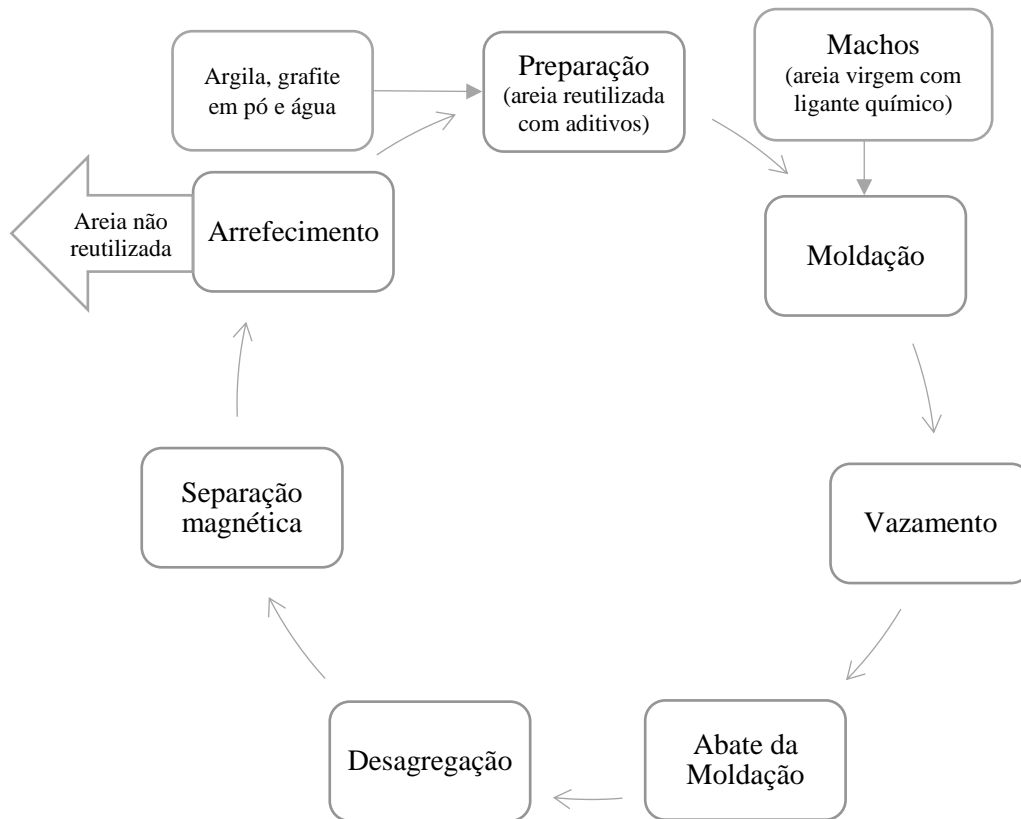 Argila, grafite
em pó e água
Preparação
(areia reutilizada
com aditivos)
Machos
(areia virgem com
ligante químico)
Areia não
reutilizada
Arrefecimento
Moldação
Separação
magnética
Vazamento
Desagregação
Abate da
Moldação